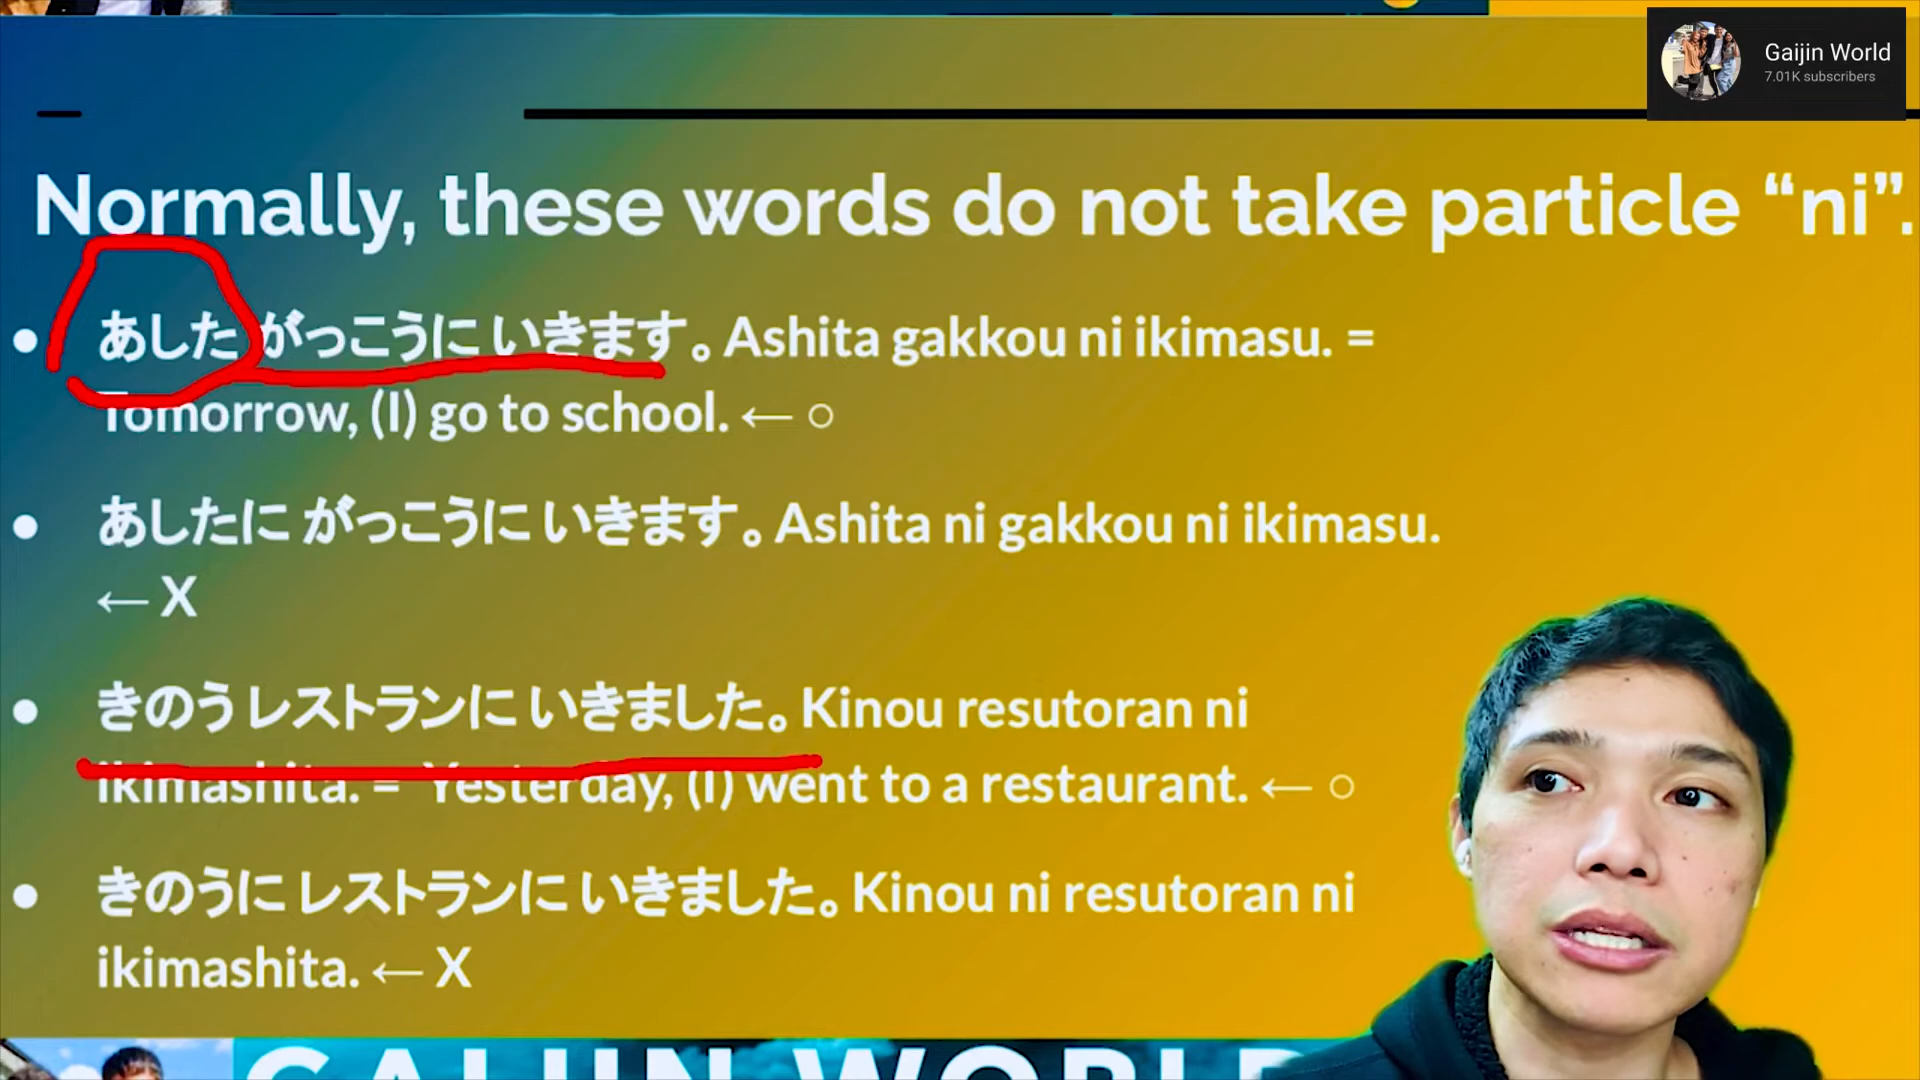 Gaijin World
7.01K subscribers
Normally, these words do not take particle “ni”.
● あした がっこうに いきます。Ashita gakkou ni ikimasu. =
Tomorrow, (I) go to school. ← ○
● あしたに がっこうに いきます。Ashita ni gakkou ni ikimasu.
← X
● きのう レストランに いきました。Kinou resutoran ni
ikimashita. = Yesterday, (I) went to a restaurant. ← ○
● きのうに レストランに いきました。Kinou ni resutoran ni
ikimashita. ← X
GAIJIN WORLD